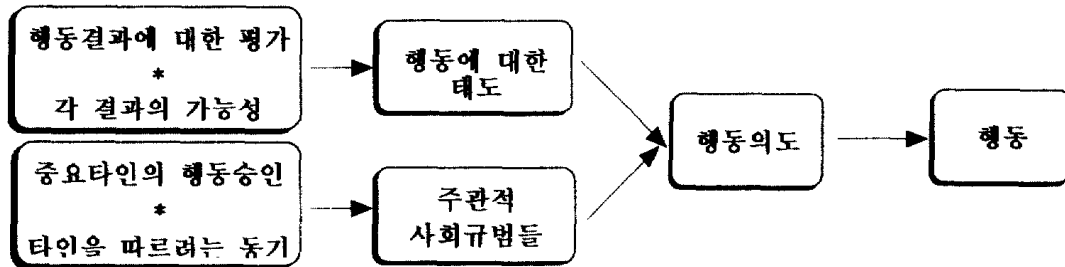 행동결과에 대한 평가
*
각 결과의 가능성
행동에 대한
태도
중요타인의 행동승인
*
타인을 따르려는 동기
주관적
사회규범들
행동의도
행동